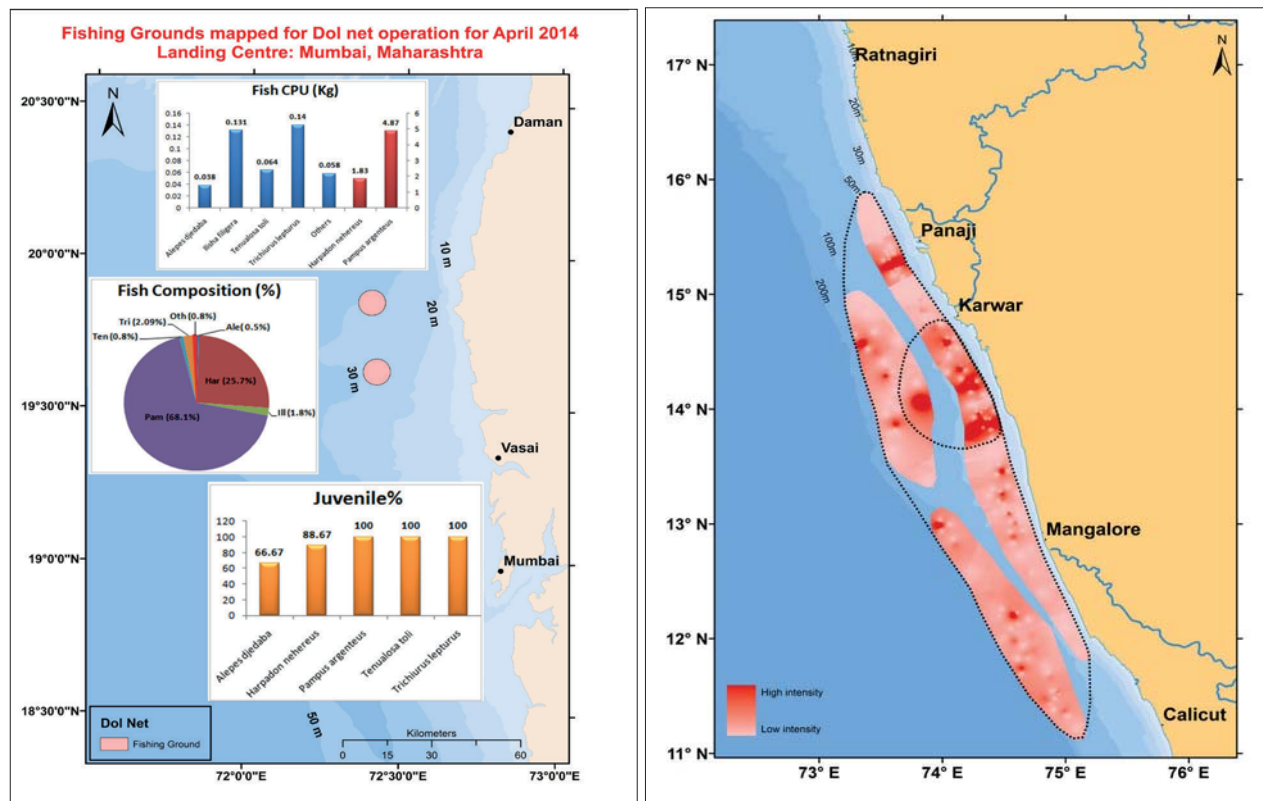 Fishing Grounds mapped for Dol net operation for April 2014
Landing Centre: Mumbai, Maharashtra
20°30'0"N
20°0'0"N
19°30'0"N
19°0'0"N
18°30'0"N
N
Fish CPU (Kg)
0.16
0.14
0.12
0.1
0.08
0.06
0.04
0.02
0
0.038
0.131
0.064
0.14
0.058
1.83
4.87
6
5
4
3
2
1
0
Alepes djedaba
Ilisha filigera
Tenualosa toli
Trichiurus lepturus
Others
Harpadon nehereus
Pampus argenteus
Daman
10 m
20 m
30 m
Fish Composition (%)
Oth (0.8%)
Tri (2.09%)
Ale (0.5%)
Ten (0.8%)
Har (25.7%)
Pam (68.1%)
Ill (1.8%)
Vasai
Juvenile%
120
100
80
60
40
20
0
66.67
88.67
100
100
100
Alepes djedaba
Harpadon nehereus
Pampus argenteus
Tenualosa toli
Trichiurus lepturus
Mumbai
50 m
Dol Net
Fishing Ground
Kilometers
0 15 30 60
72°0'0"E
72°30'0"E
73°0'0"E
17° N
16° N
15° N
14° N
13° N
12° N
11° N
N
10m
Ratnagiri
20m
30m
50m
100m
200m
Panaji
Karwar
Mangalore
Calicut
High intensity
Low intensity
73° E
74° E
75° E
76° E